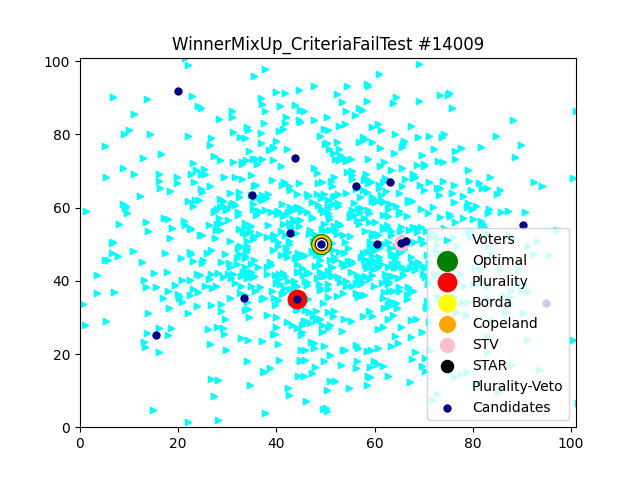 WinnerMixUp_CriteriaFailTest #14009
100
80
60
40
20
0
0 20 40 60 80 100
Voters
Optimal
Plurality
Borda
Copeland
STV
STAR
Plurality-Veto
Candidates